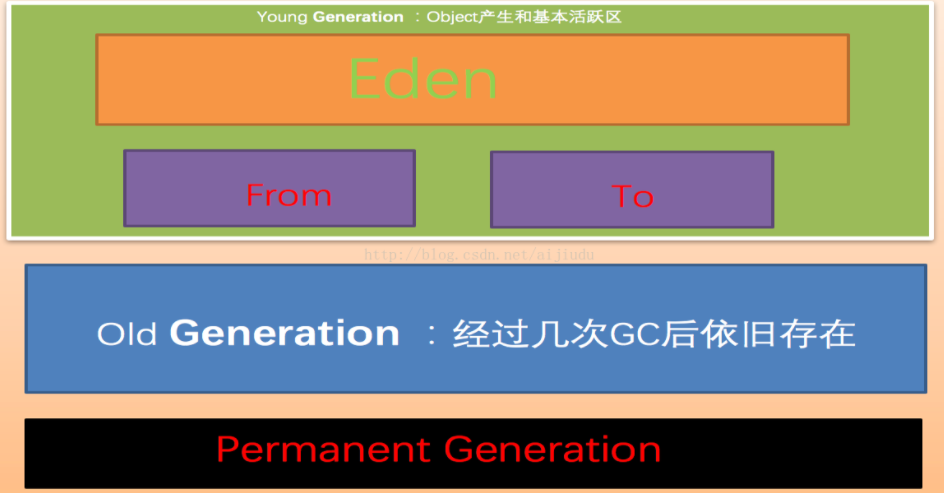 Young Generation ：Object产生和基本活跃区
Eden
From
To
http://blog.csdn.net/aijiudu
Old Generation ：经过几次GC后依旧存在
Permanent Generation